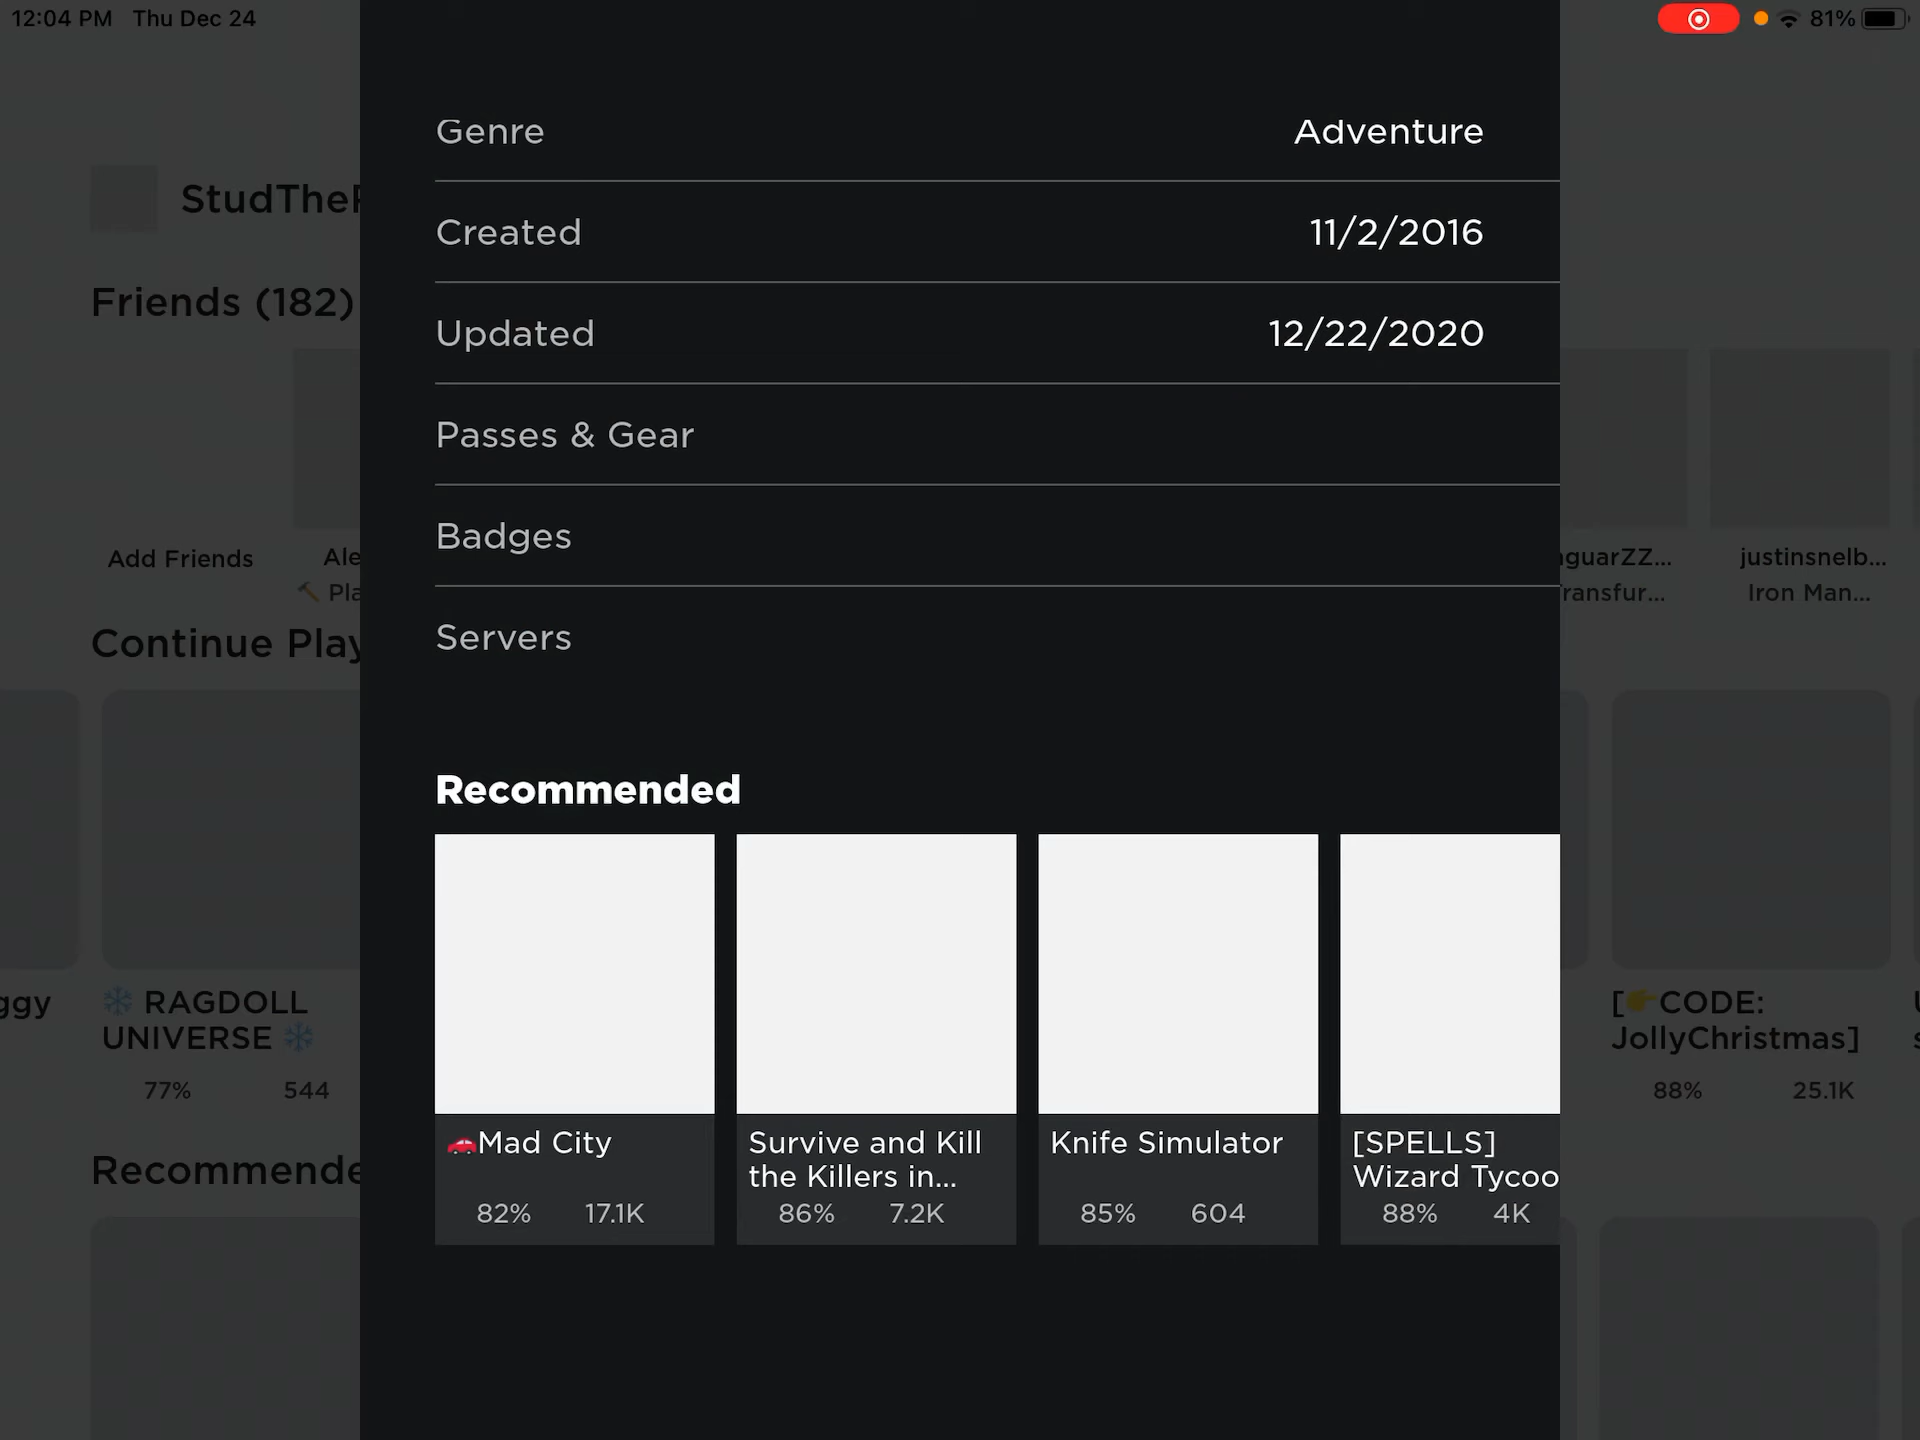 12:04 PM Thu Dec 24
81%
Genre Adventure
Created 11/2/2016
Updated 12/22/2020
Passes & Gear
Badges
Servers
Recommended
Mad City
82% 17.1K
Survive and Kill
the Killers in...
86% 7.2K
Knife Simulator
85% 604
[SPELLS]
Wizard Tycoo
88% 4K
StudTheR
Friends (182)
Add Friends
Ale
Pla
guarZZ...
ransfur...
justinsnelb...
Iron Man...
Continue Play
ggy
❄️ RAGDOLL
UNIVERSE ❄️
77% 544
[👉CODE:
JollyChristmas]
88% 25.1K
Recommende